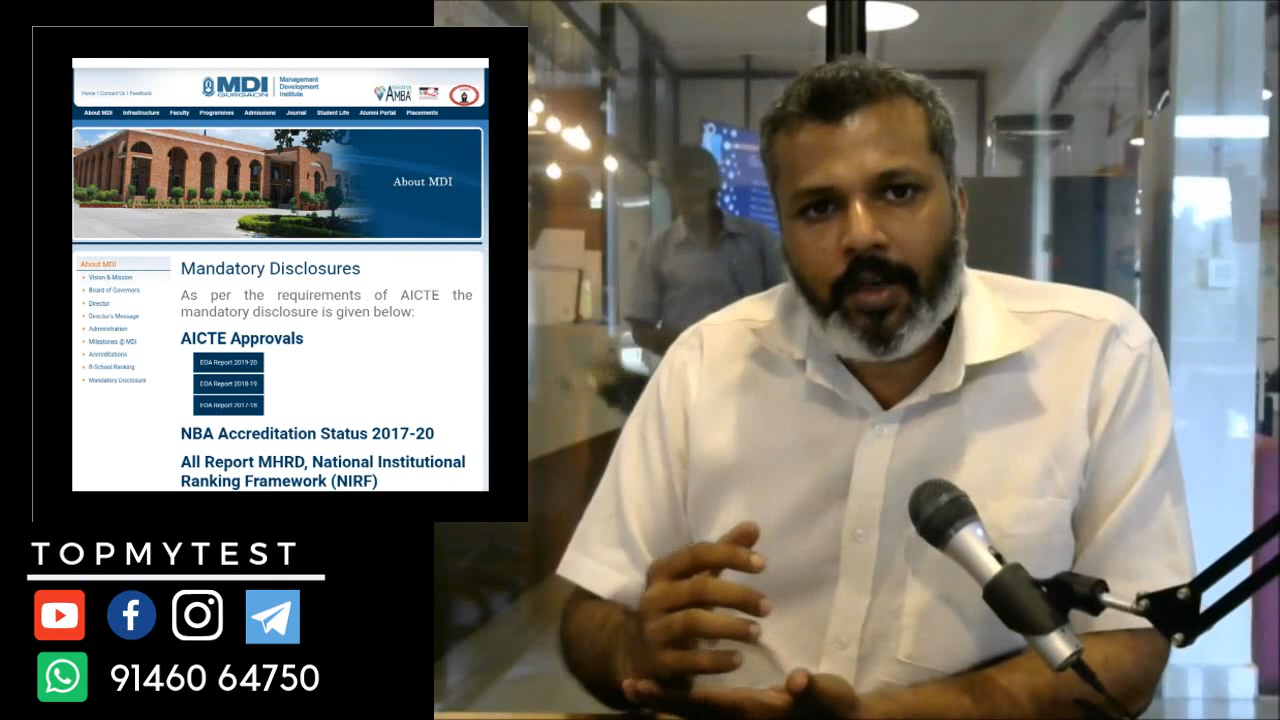 Home I Contact Us I Feedback
MDI
GURGAON
Management
Development
Institute
ASSOCIATION
AMBA
About MDI Infrastructure Faculty Programmes Admissions Journal Student Life Alumni Portal Placements
About MDI
About MDI
Vision & Mission
Board of Governors
Director
Director's Message
Administration
Milestones @ MDI
Accreditations
B-School Ranking
Mandatory Disclosure
Mandatory Disclosures
As per the requirements of AICTE the
mandatory disclosure is given below:
AICTE Approvals
EOA Report 2019-20
EOA Report 2018-19
EOA Report 2017-18
NBA Accreditation Status 2017-20
All Report MHRD, National Institutional
Ranking Framework (NIRF)
TOPMYTEST
91460 64750